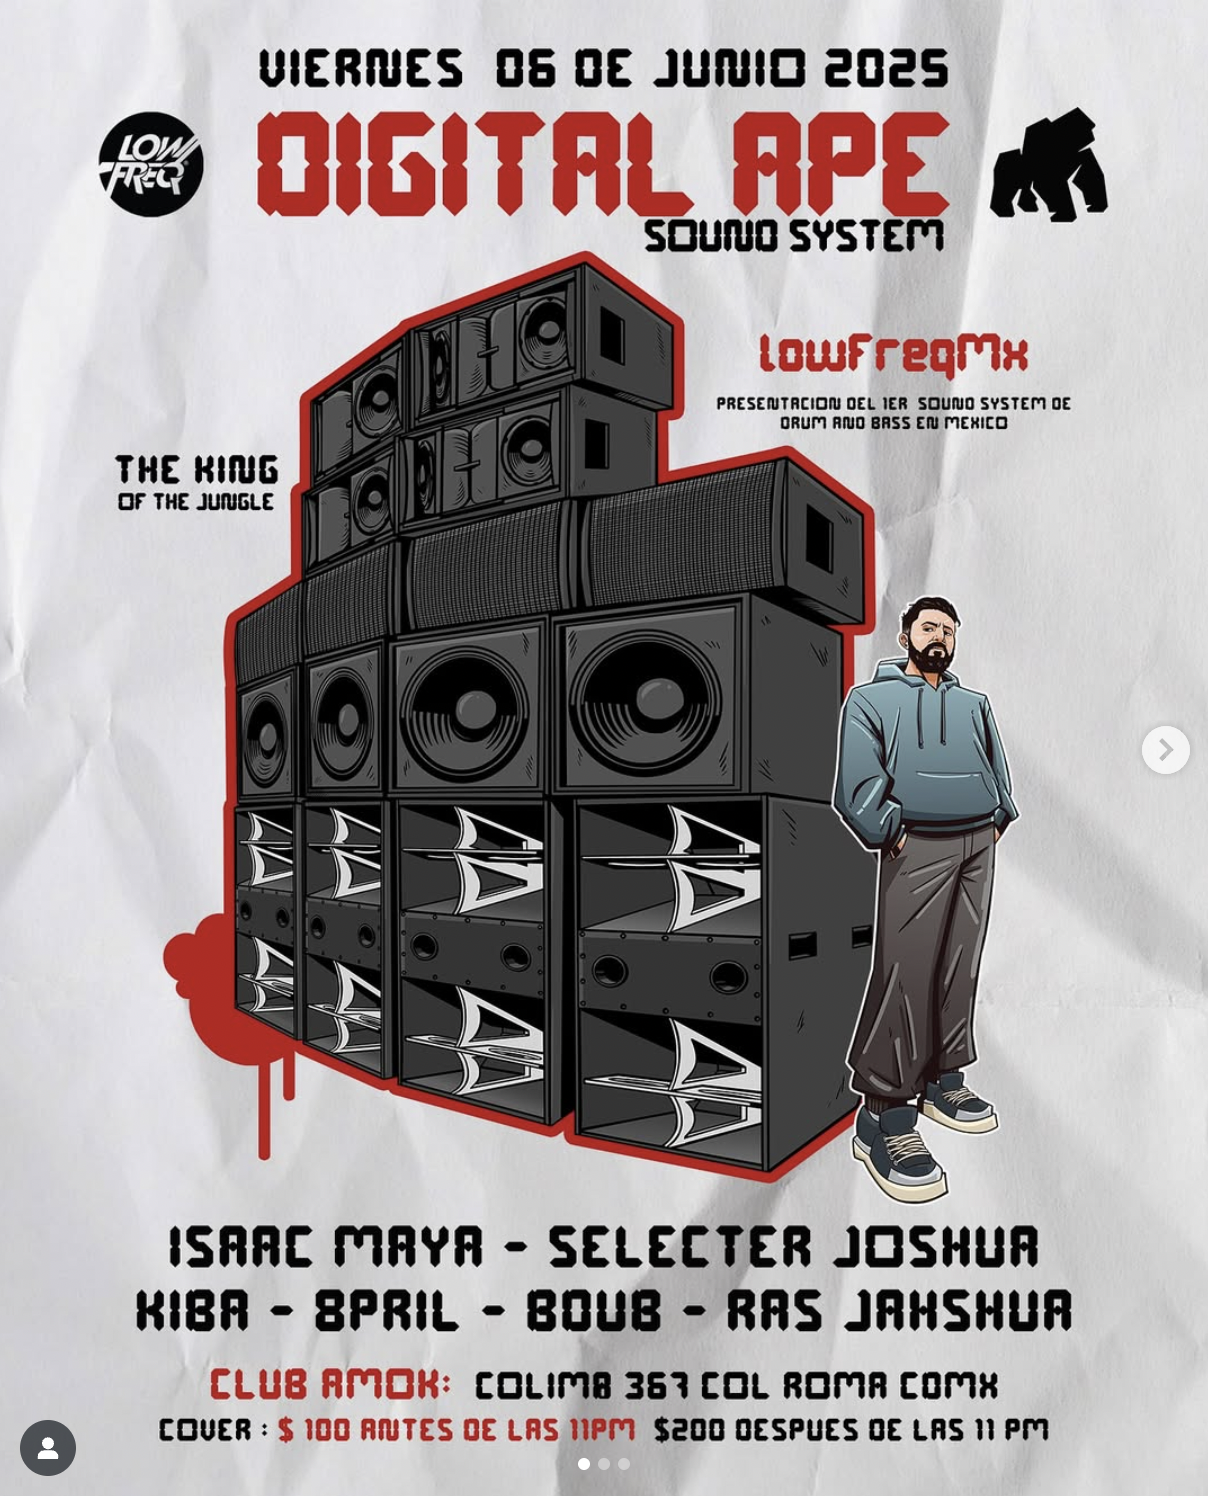 VIERNES 06 DE JUNIO 2025
LOW
FREQ
DIGITAL APE
SOUND SYSTEM
lowFreqMx
PRESENTACION DEL 1ER SOUND SYSTEM DE
DRUM AND BASS EN MEXICO
THE KING
OF THE JUNGLE
ISAAC MAYA - SELECTER JOSHUA
KIBA - 8PRIL - BOUB - RAS JAHSHUA
CLUB AMOK: COLIMA 367 COL ROMA CDMX
COVER : $ 100 ANTES DE LAS 11PM $200 DESPUES DE LAS 11 PM